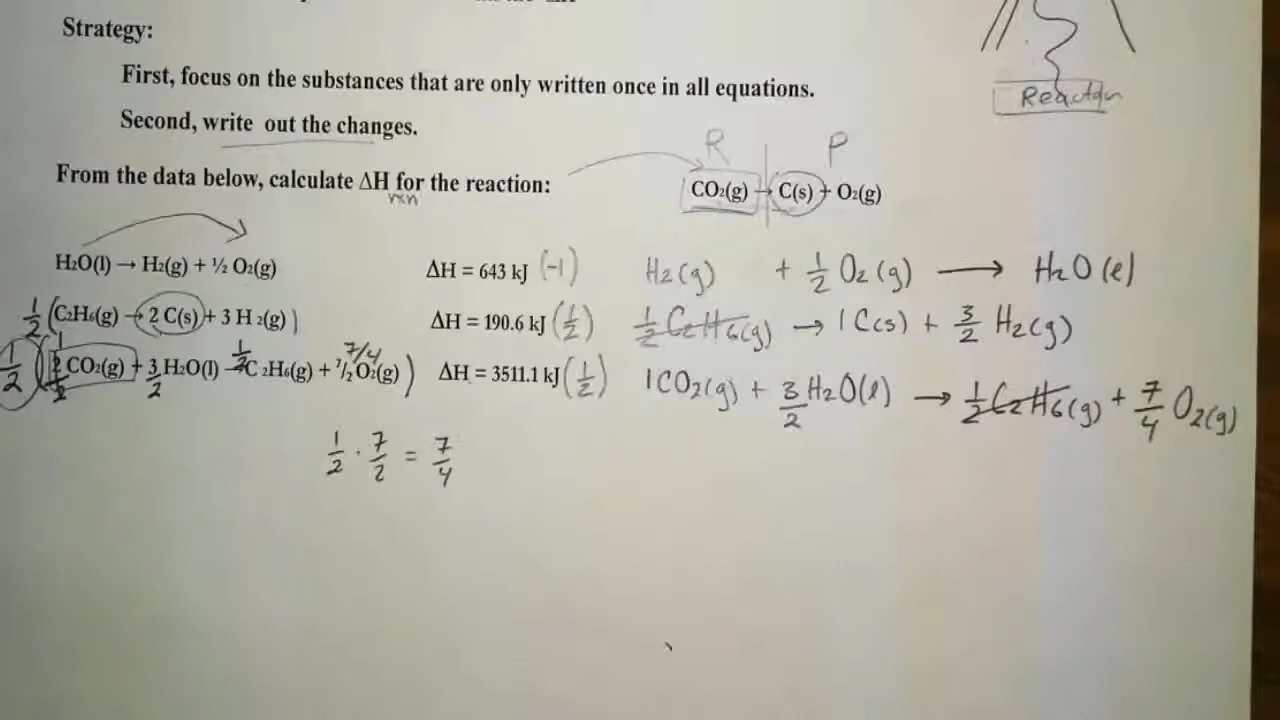 Strategy:
First, focus on the substances that are only written once in all equations.
Second, write out the changes.
Reaction
R P
From the data below, calculate ΔH for the reaction: CO₂(g) → C(s) + O₂(g)
rxn
H₂O(l) → H₂(g) + ½ O₂(g) ΔH = 643 kJ (-1) H₂(g) + 1/2 O₂(g) → H₂O(l)
1/2 (C₂H₆(g) → 2 C(s) + 3 H₂(g)) ΔH = 190.6 kJ (1/2) 1/2 C₂H₆(g) → 1C(s) + 3/2 H₂(g)
1/2 ( CO₂(g) + 3/2 H₂O(l) → 1/2 C₂H₆(g) + 7/4 ⁷/₂ O₂(g) ) ΔH = 3511.1 kJ (1/2) 1CO₂(g) + 3/2 H₂O(l) → 1/2 C₂H₆(g) + 7/4 O₂(g)
1/2 · 7/2 = 7/4